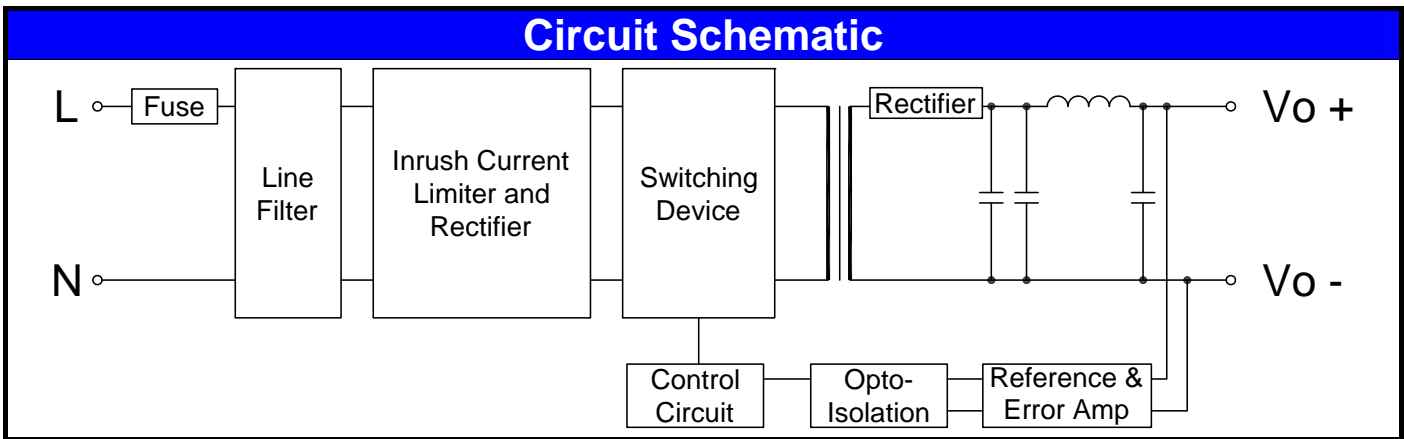 Circuit Schematic
L
Fuse
Line
Filter
Inrush Current
Limiter and
Rectifier
Switching
Device
Rectifier
Vo +
N
Vo -
Control
Circuit
Opto-
Isolation
Reference &
Error Amp